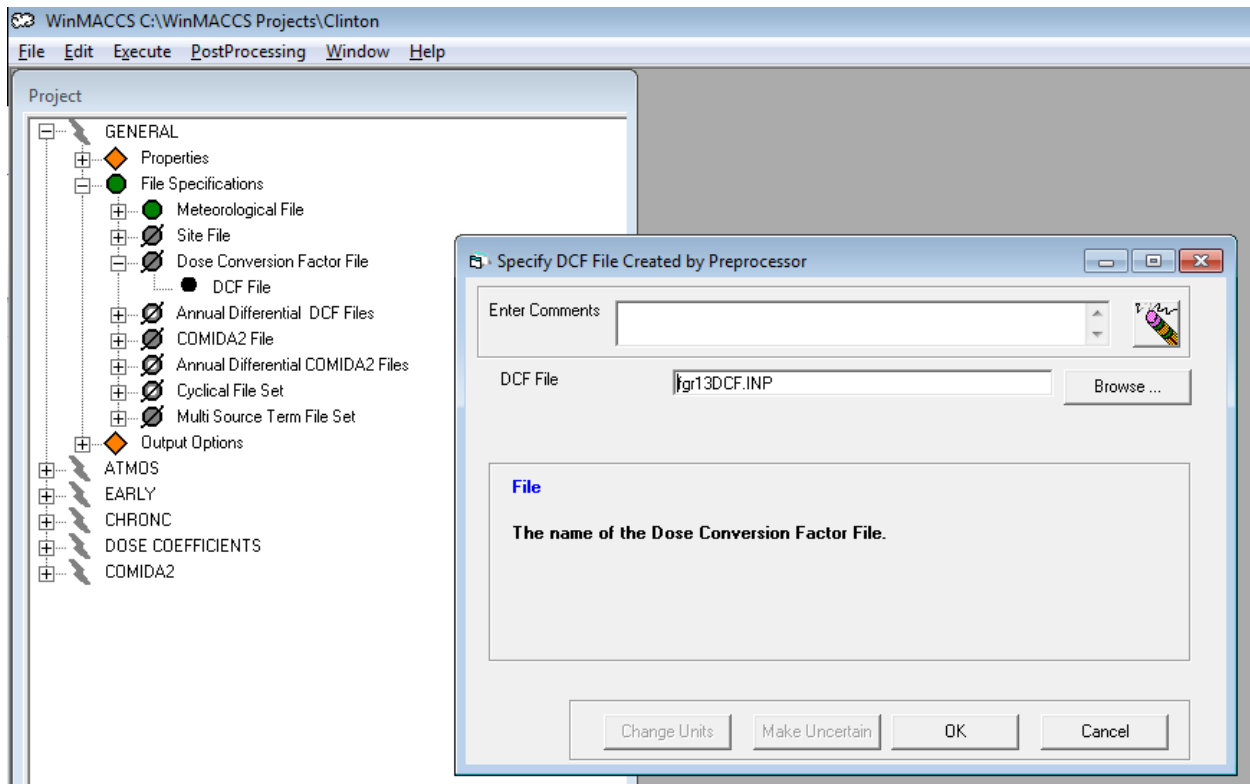 WinMACCS C:\WinMACCS Projects\Clinton
File Edit Execute PostProcessing Window Help
Project
GENERAL
Properties
File Specifications
Meteorological File
Site File
Dose Conversion Factor File
DCF File
Annual Differential DCF Files
COMIDA2 File
Annual Differential COMIDA2 Files
Cyclical File Set
Multi Source Term File Set
Output Options
ATMOS
EARLY
CHRONC
DOSE COEFFICIENTS
COMIDA2
Specify DCF File Created by Preprocessor
Enter Comments
DCF File
fgr13DCF.INP
Browse ...
File
The name of the Dose Conversion Factor File.
Change Units
Make Uncertain
OK
Cancel